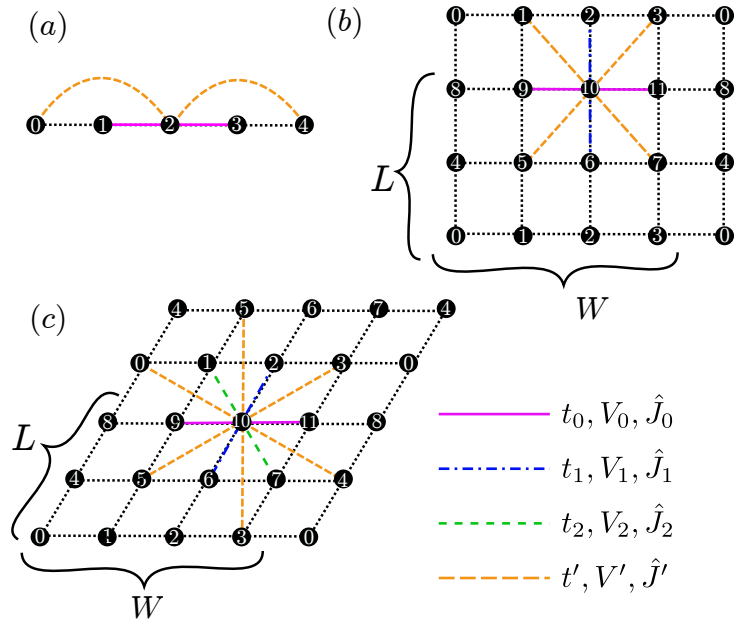 (a)
0 1 2 3 4
(b)
0 1 2 3 0
8 9 10 11 8
4 5 6 7 4
0 1 2 3 0
L
W
(c)
4 5 6 7 4
0 1 2 3 0
8 9 10 11 8
4 5 6 7 4
0 1 2 3 0
L
W
t₀, V₀, Ĵ₀
t₁, V₁, Ĵ₁
t₂, V₂, Ĵ₂
t′, V′, Ĵ′